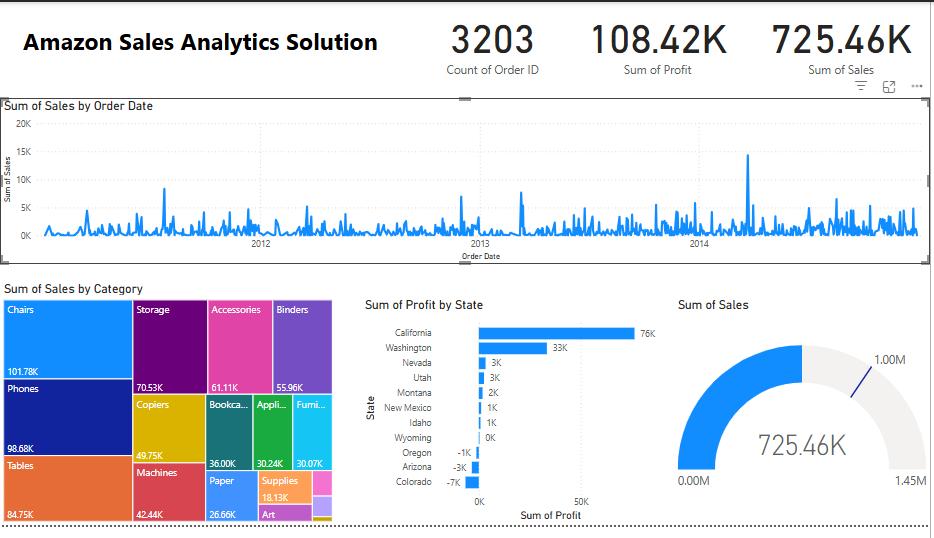 Amazon Sales Analytics Solution
3203
Count of Order ID
108.42K
Sum of Profit
725.46K
Sum of Sales
Sum of Sales by Order Date
Sum of Sales
20K
15K
10K
5K
0K
2012
2013
2014
Order Date
Sum of Sales by Category
Chairs
101.78K
Phones
98.68K
Tables
84.75K
Storage
70.53K
Accessories
61.11K
Binders
55.96K
Copiers
49.75K
Machines
42.44K
Bookca...
36.00K
Appli...
30.24K
Furni...
30.07K
Paper
26.66K
Supplies
18.13K
Art
Sum of Profit by State
State
California 76K
Washington 33K
Nevada 3K
Utah 3K
Montana 2K
New Mexico 1K
Idaho 1K
Wyoming 0K
Oregon -1K
Arizona -3K
Colorado -7K
0K 50K
Sum of Profit
Sum of Sales
1.00M
725.46K
0.00M 1.45M